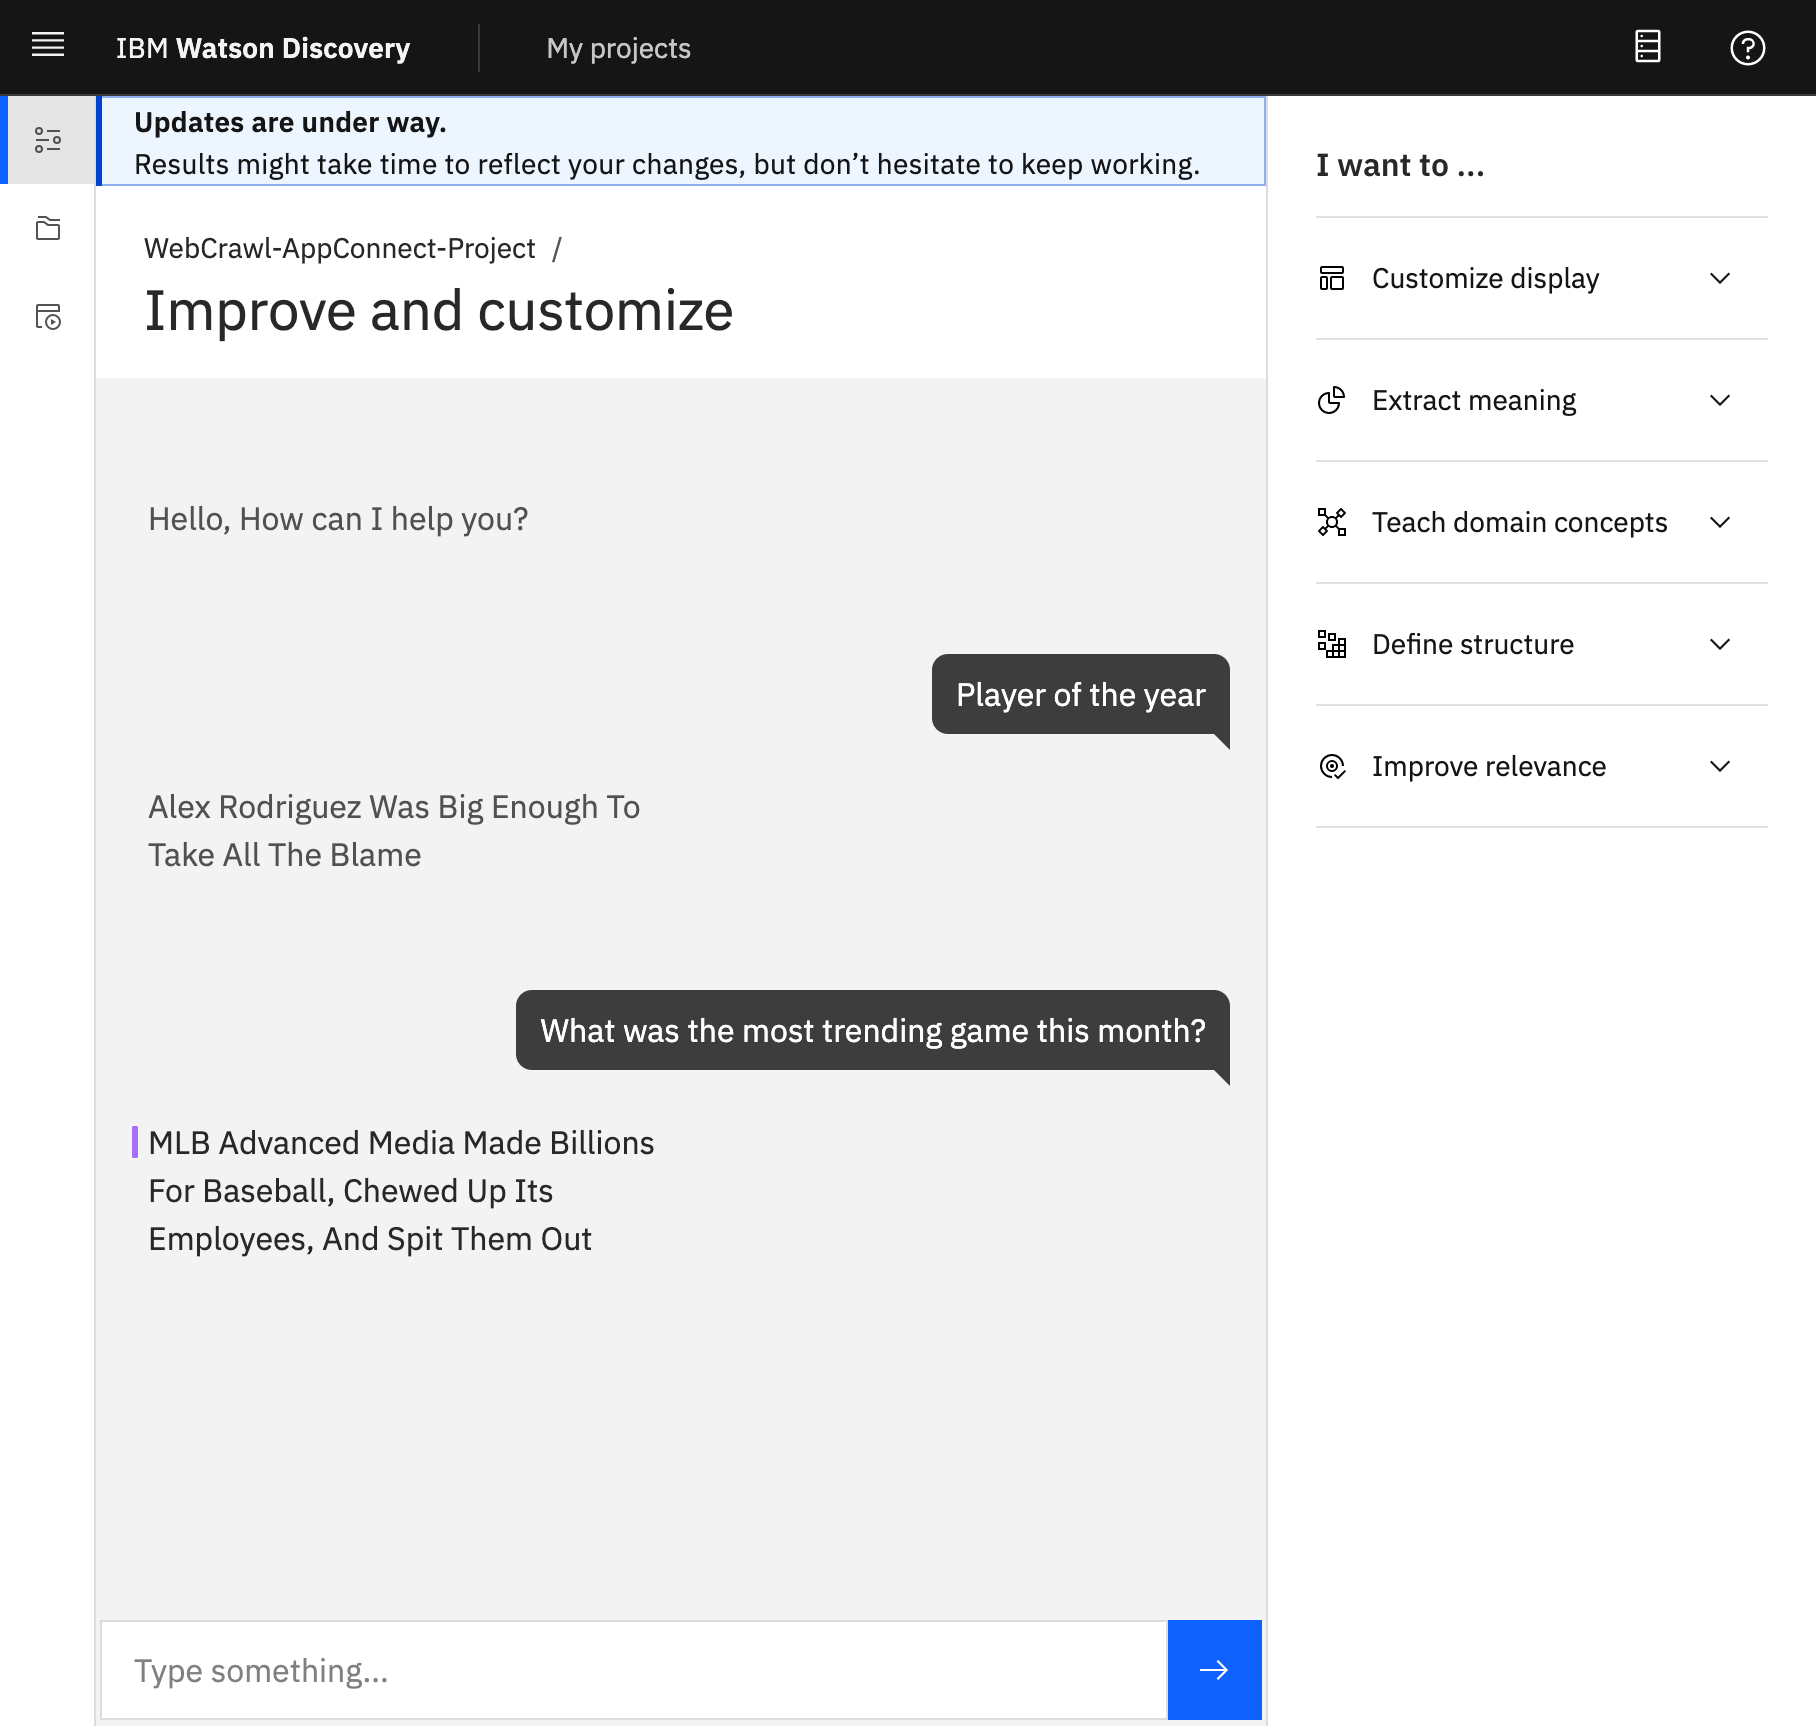 IBM Watson Discovery
My projects
Updates are under way.
Results might take time to reflect your changes, but don’t hesitate to keep working.
WebCrawl-AppConnect-Project /
Improve and customize
Hello, How can I help you?
Player of the year
Alex Rodriguez Was Big Enough To
Take All The Blame
What was the most trending game this month?
MLB Advanced Media Made Billions
For Baseball, Chewed Up Its
Employees, And Spit Them Out
Type something...
I want to ...
Customize display
Extract meaning
Teach domain concepts
Define structure
Improve relevance